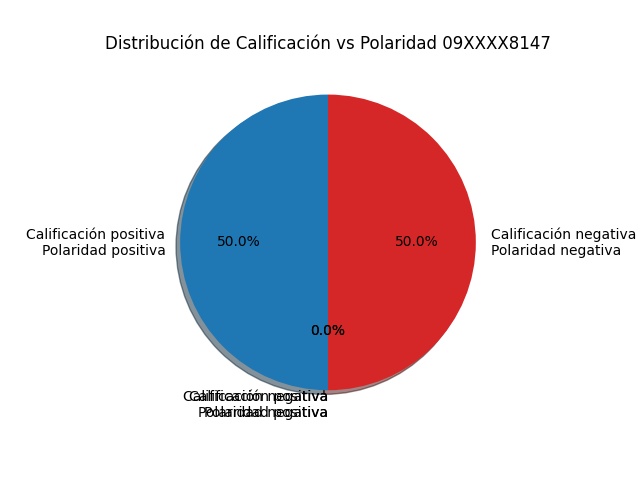 Distribución de Calificación vs Polaridad 09XXXX8147
Calificación positiva
Polaridad positiva
50.0%
50.0%
Calificación negativa
Polaridad negativa
0.0%